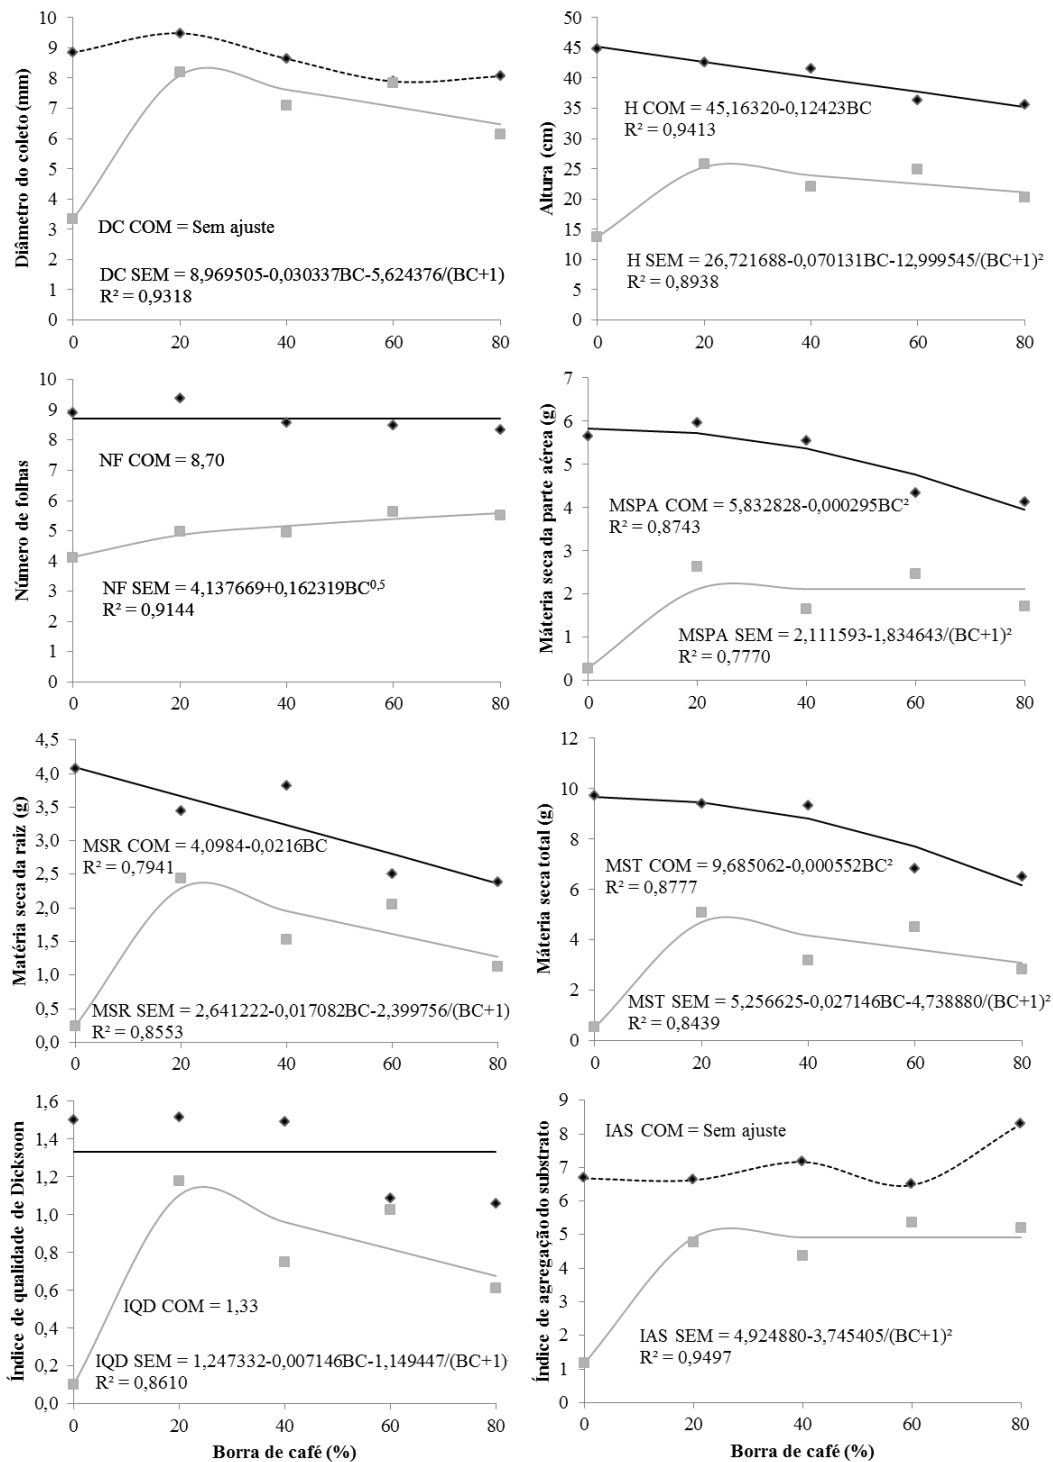 Diâmetro do coleto (mm)
10
9
8
7
6
5
4
3
2
1
0
DC COM = Sem ajuste
DC SEM = 8,969505-0,030337BC-5,624376/(BC+1)
R² = 0,9318
0 20 40 60 80
Altura (cm)
50
45
40
35
30
25
20
15
10
5
0
H COM = 45,16320-0,12423BC
R² = 0,9413
H SEM = 26,721688-0,070131BC-12,999545/(BC+1)²
R² = 0,8938
0 20 40 60 80
Número de folhas
10
9
8
7
6
5
4
3
2
1
0
NF COM = 8,70
NF SEM = 4,137669+0,162319BC⁰,⁵
R² = 0,9144
0 20 40 60 80
Máteria seca da parte aérea (g)
7
6
5
4
3
2
1
0
MSPA COM = 5,832828-0,000295BC²
R² = 0,8743
MSPA SEM = 2,111593-1,834643/(BC+1)²
R² = 0,7770
0 20 40 60 80
Matéria seca da raiz (g)
4,5
4,0
3,5
3,0
2,5
2,0
1,5
1,0
0,5
0,0
MSR COM = 4,0984-0,0216BC
R² = 0,7941
MSR SEM = 2,641222-0,017082BC-2,399756/(BC+1)
R² = 0,8553
0 20 40 60 80
Máteria seca total (g)
12
10
8
6
4
2
0
MST COM = 9,685062-0,000552BC²
R² = 0,8777
MST SEM = 5,256625-0,027146BC-4,738880/(BC+1)²
R² = 0,8439
0 20 40 60 80
Índice de qualidade de Dicksoon
1,6
1,4
1,2
1,0
0,8
0,6
0,4
0,2
0,0
IQD COM = 1,33
IQD SEM = 1,247332-0,007146BC-1,149447/(BC+1)
R² = 0,8610
0 20 40 60 80
Borra de café (%)
Índice de agregação do substrato
9
8
7
6
5
4
3
2
1
0
IAS COM = Sem ajuste
IAS SEM = 4,924880-3,745405/(BC+1)²
R² = 0,9497
0 20 40 60 80
Borra de café (%)